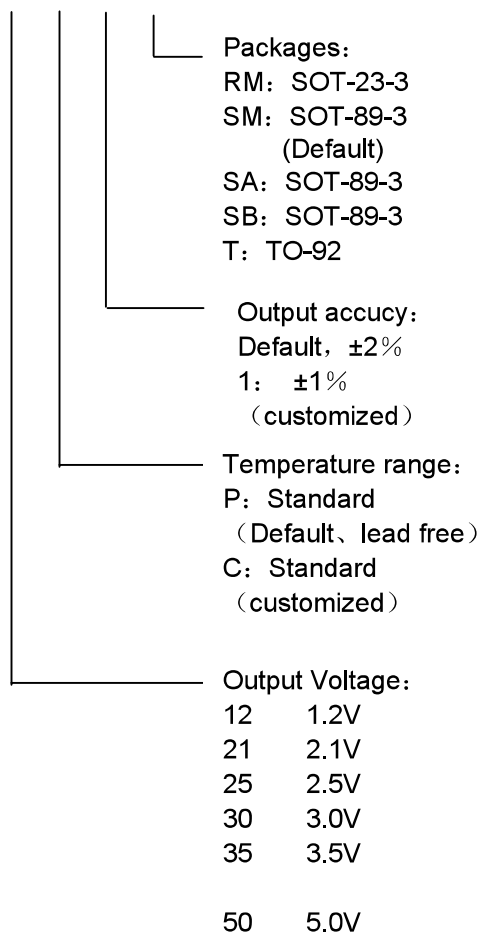 Packages：
RM：SOT-23-3
SM：SOT-89-3
(Default)
SA：SOT-89-3
SB：SOT-89-3
T：TO-92
Output accucy：
Default，±2％
1： ±1％
（customized）
Temperature range：
P：Standard
（Default、lead free）
C：Standard
（customized）
Output Voltage：
12 1.2V
21 2.1V
25 2.5V
30 3.0V
35 3.5V
50 5.0V